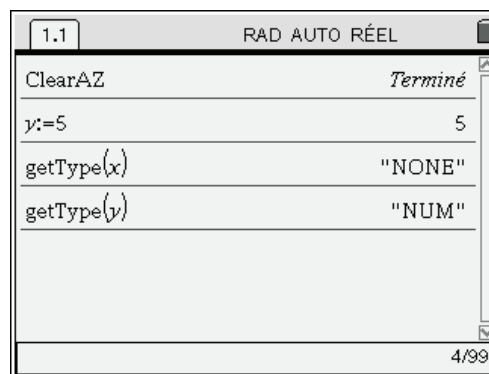 1.1 RAD AUTO RÉEL
ClearAZ Terminé
y:=5 5
getType(x) "NONE"
getType(y) "NUM"
4/99